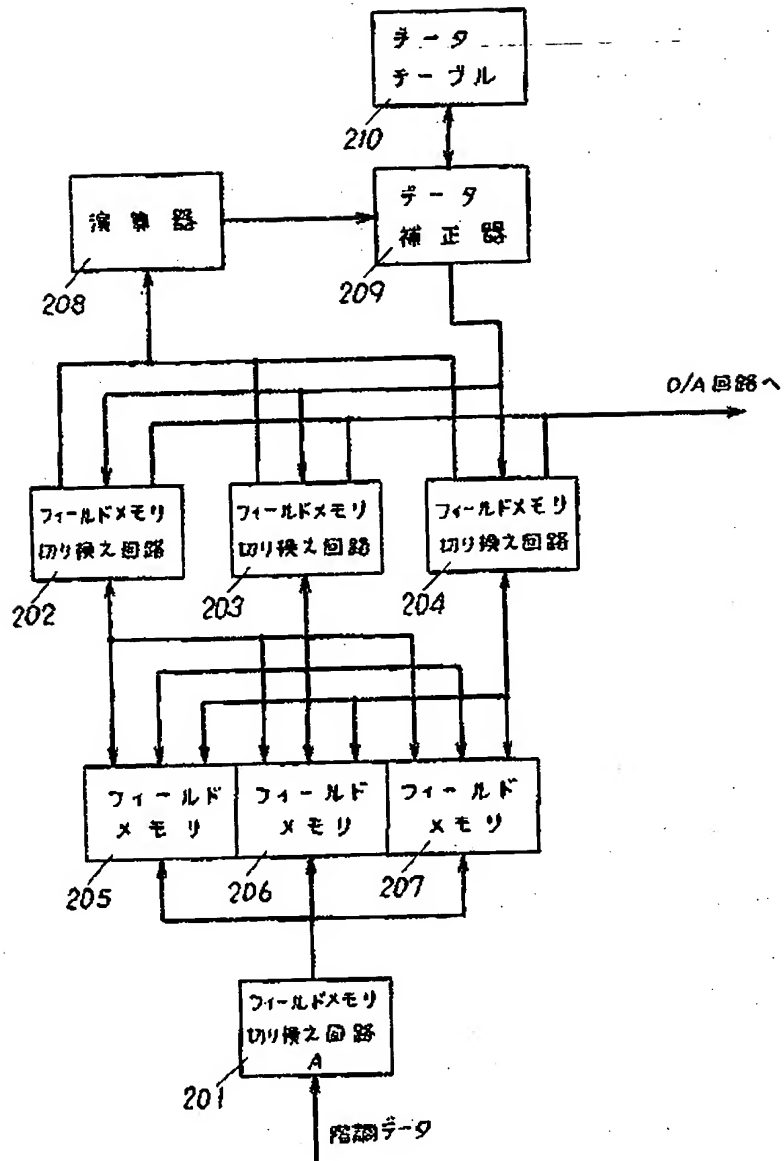 データ
テーブル
210
演算器
208
データ
補正器
209
D/A回路へ
フィールドメモリ
切り換え回路
202
フィールドメモリ
切り換え回路
203
フィールドメモリ
切り換え回路
204
フィールド
メモリ
205
フィールド
メモリ
206
フィールド
メモリ
207
フィールドメモリ
切り換え回路
A
201
階調データ